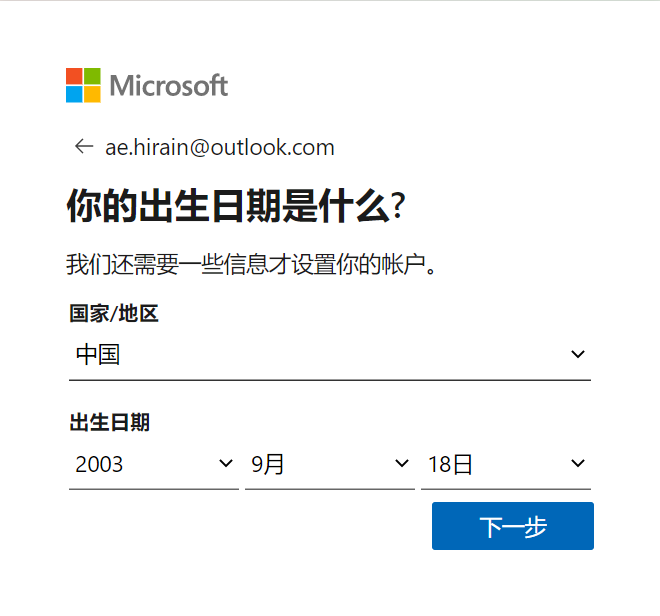 Microsoft
ae.hirain@outlook.com
你的出生日期是什么?
我们还需要一些信息才设置你的帐户。
国家/地区
中国
出生日期
2003 9月 18日
下一步